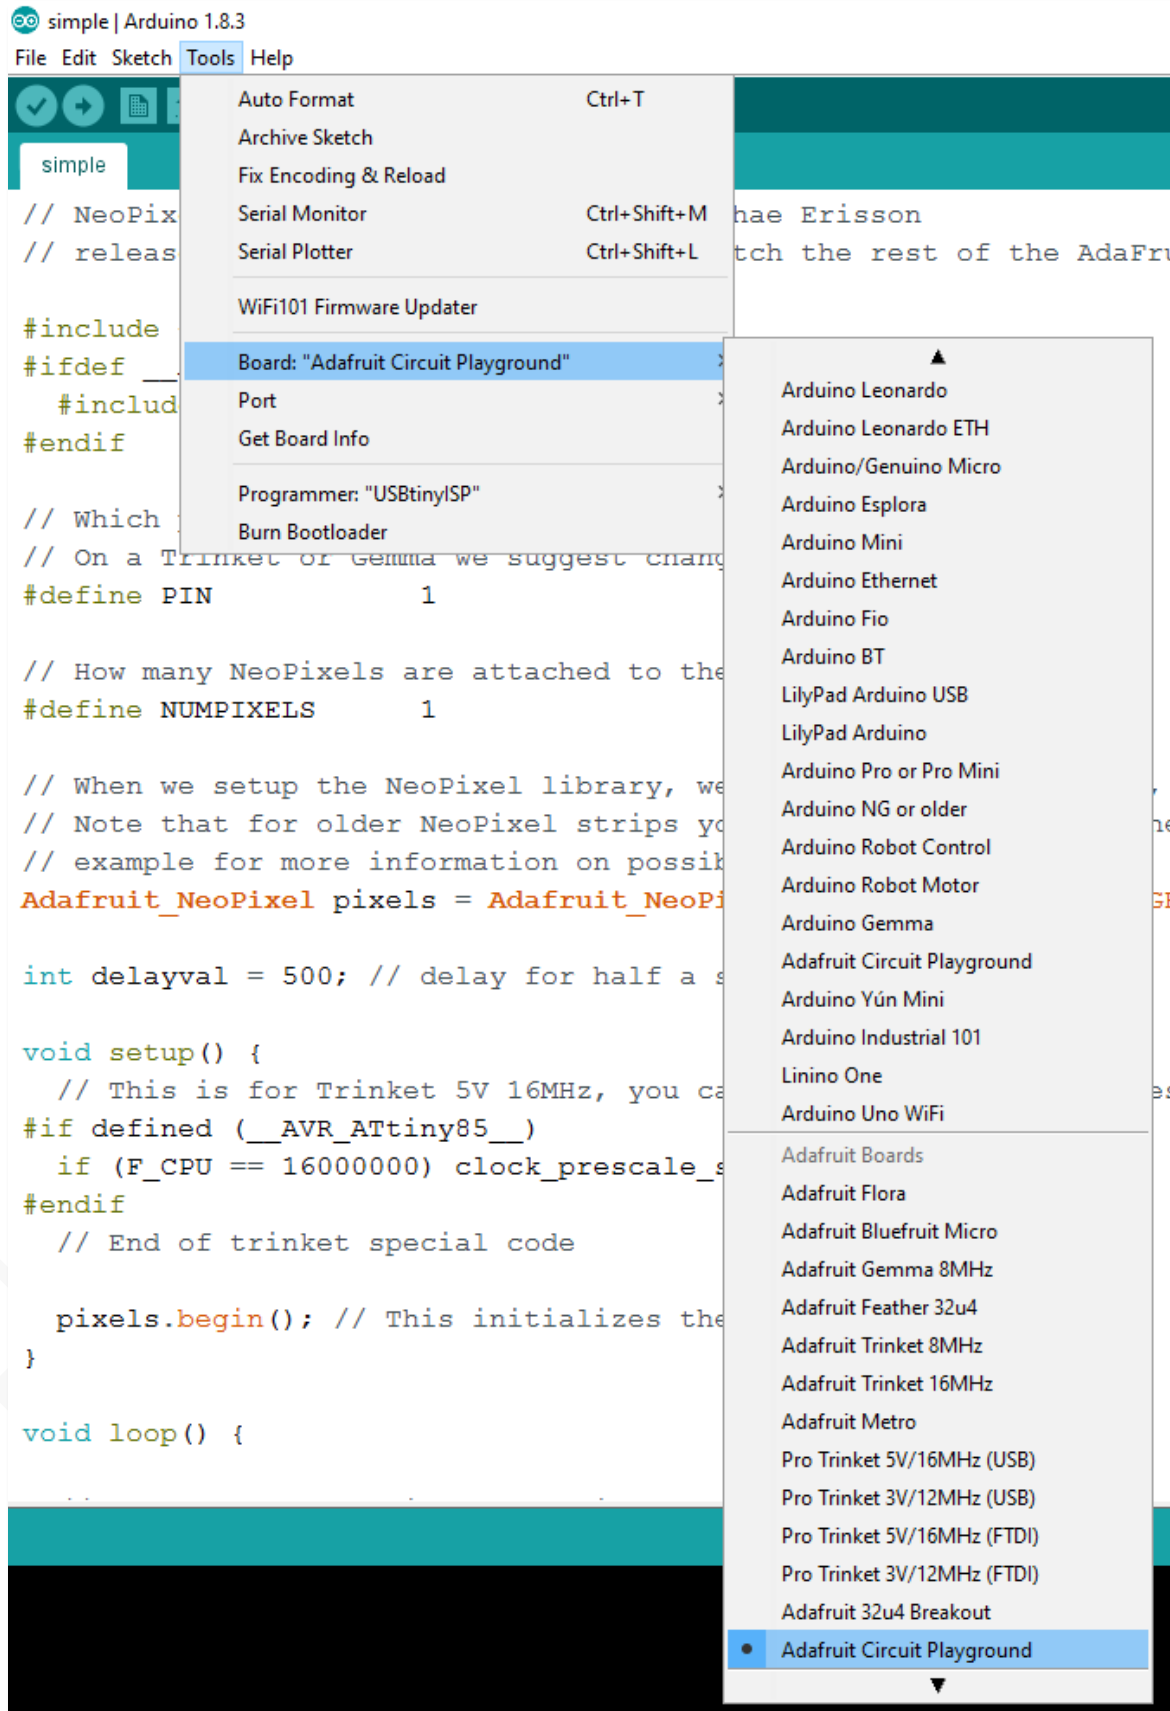 simple | Arduino 1.8.3
File Edit Sketch Tools Help
Auto Format Ctrl+T
Archive Sketch
Fix Encoding & Reload
Serial Monitor Ctrl+Shift+M
Serial Plotter Ctrl+Shift+L
WiFi101 Firmware Updater
Board: "Adafruit Circuit Playground"
Port
Get Board Info
Programmer: "USBtinyISP"
Burn Bootloader
Arduino Leonardo
Arduino Leonardo ETH
Arduino/Genuino Micro
Arduino Esplora
Arduino Mini
Arduino Ethernet
Arduino Fio
Arduino BT
LilyPad Arduino USB
LilyPad Arduino
Arduino Pro or Pro Mini
Arduino NG or older
Arduino Robot Control
Arduino Robot Motor
Arduino Gemma
Adafruit Circuit Playground
Arduino Yún Mini
Arduino Industrial 101
Linino One
Arduino Uno WiFi
Adafruit Boards
Adafruit Flora
Adafruit Bluefruit Micro
Adafruit Gemma 8MHz
Adafruit Feather 32u4
Adafruit Trinket 8MHz
Adafruit Trinket 16MHz
Adafruit Metro
Pro Trinket 5V/16MHz (USB)
Pro Trinket 3V/12MHz (USB)
Pro Trinket 5V/16MHz (FTDI)
Pro Trinket 3V/12MHz (FTDI)
Adafruit 32u4 Breakout
Adafruit Circuit Playground
simple
// NeoPix hae Erisson
// releas tch the rest of the AdaFru
#include
#ifdef __
#includ
#endif
// Which
// On a Trinket or Gemma we suggest chang
#define PIN 1
// How many NeoPixels are attached to the
#define NUMPIXELS 1
// When we setup the NeoPixel library, we ,
// Note that for older NeoPixel strips yo
// example for more information on possib
Adafruit_NeoPixel pixels = Adafruit_NeoPi
int delayval = 500; // delay for half a s
void setup() {
// This is for Trinket 5V 16MHz, you ca
#if defined (__AVR_ATtiny85__)
if (F_CPU == 16000000) clock_prescale_s
#endif
// End of trinket special code
pixels.begin(); // This initializes the
}
void loop() {